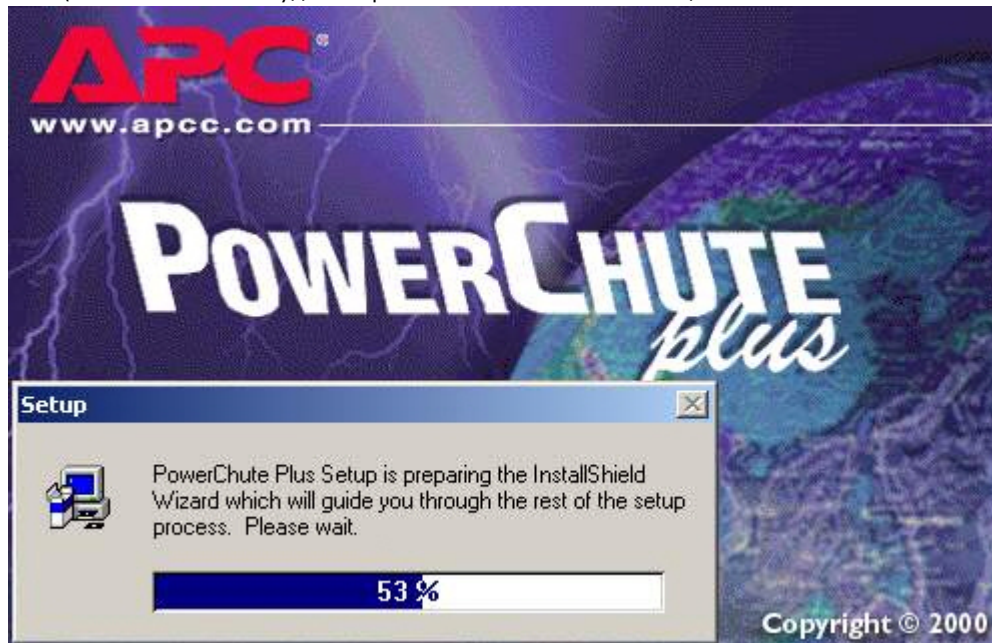 APC®
www.apcc.com
POWERCHUTE
plus
Setup
PowerChute Plus Setup is preparing the InstallShield
Wizard which will guide you through the rest of the setup
process. Please wait.
53 %
Copyright © 2000